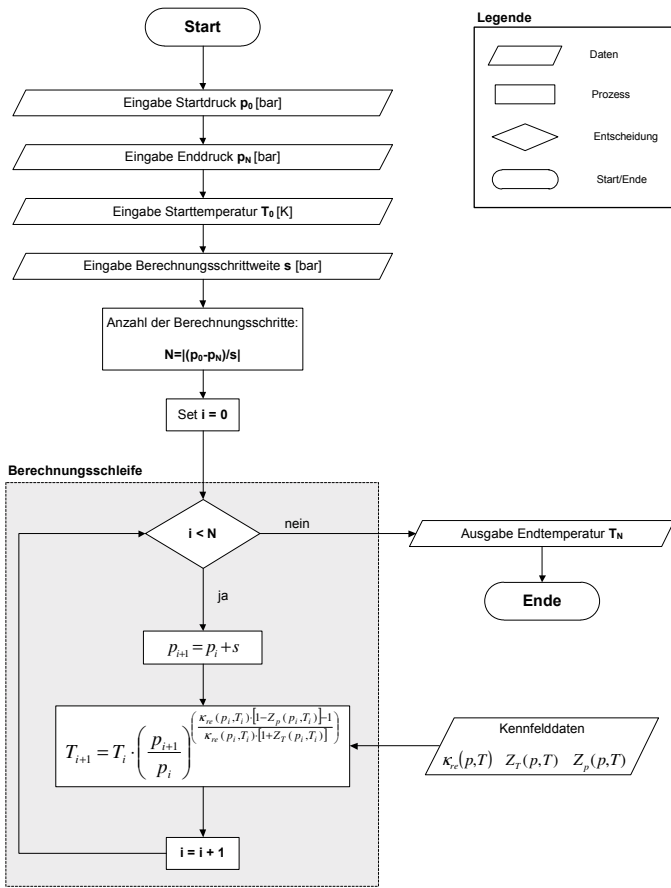 Start
Eingabe Startdruck p₀ [bar]
Eingabe Enddruck p_N [bar]
Eingabe Starttemperatur T₀ [K]
Eingabe Berechnungsschrittweite s [bar]
Anzahl der Berechnungsschritte:
N=|(p₀-p_N)/s|
Set i = 0
Berechnungsschleife
i < N
nein
ja
Ausgabe Endtemperatur T_N
Ende
p_{i+1} = p_i + s
T_{i+1} = T_i · (p_{i+1}/p_i)^((κ_re(p_i,T_i)·[1−Z_p(p_i,T_i)]−1)/(κ_re(p_i,T_i)·[1+Z_T(p_i,T_i)]))
Kennfelddaten
κ_re(p,T) Z_T(p,T) Z_p(p,T)
i = i + 1
Legende
Daten
Prozess
Entscheidung
Start/Ende